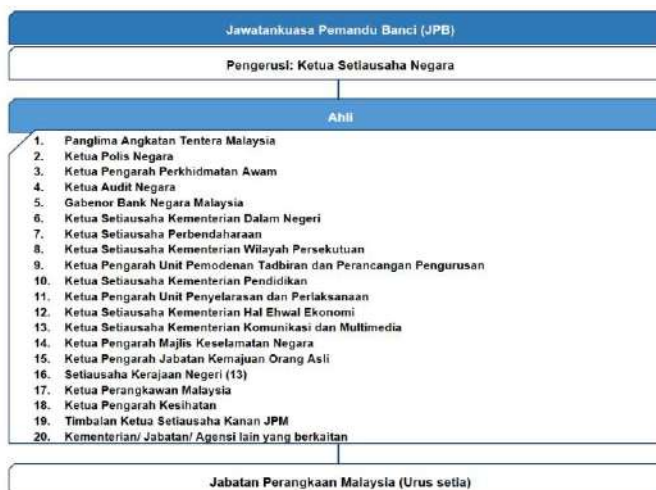 Jawatankuasa Pemandu Banci (JPB)
Pengerusi: Ketua Setiausaha Negara
Ahli
1. Panglima Angkatan Tentera Malaysia
2. Ketua Polis Negara
3. Ketua Pengarah Perkhidmatan Awam
4. Ketua Audit Negara
5. Gabenor Bank Negara Malaysia
6. Ketua Setiausaha Kementerian Dalam Negeri
7. Ketua Setiausaha Perbendaharaan
8. Ketua Setiausaha Kementerian Wilayah Persekutuan
9. Ketua Pengarah Unit Pemodenan Tadbiran dan Perancangan Pengurusan
10. Ketua Setiausaha Kementerian Pendidikan
11. Ketua Pengarah Unit Penyelarasan dan Perlaksanaan
12. Ketua Setiausaha Kementerian Hal Ehwal Ekonomi
13. Ketua Setiausaha Kementerian Komunikasi dan Multimedia
14. Ketua Pengarah Majlis Keselamatan Negara
15. Ketua Pengarah Jabatan Kemajuan Orang Asli
16. Setiausaha Kerajaan Negeri (13)
17. Ketua Perangkawan Malaysia
18. Ketua Pengarah Kesihatan
19. Timbalan Ketua Setiausaha Kanan JPM
20. Kementerian/ Jabatan/ Agensi lain yang berkaitan
Jabatan Perangkaan Malaysia (Urus setia)